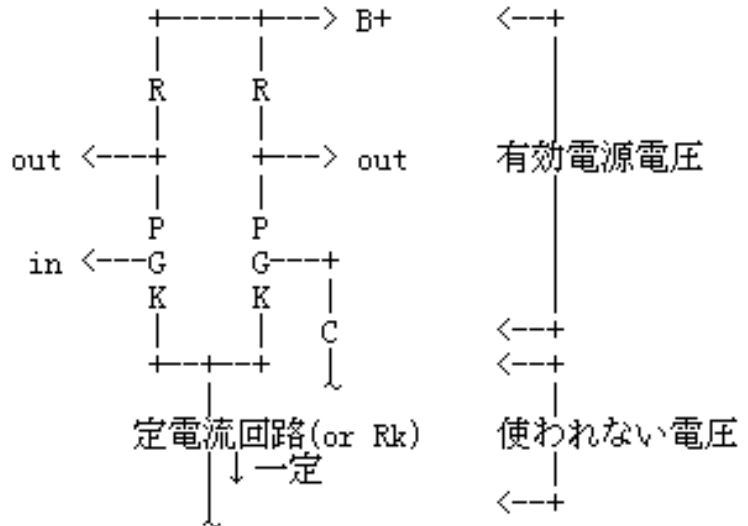 +-----+---> B+ <--+
R R
out <---+ +---> out 有効電源電圧
P P
in <---G G---+
K K
C <--+
+--+--+ <--+
定電流回路(or Rk) 使われない電圧
↓一定
<--+